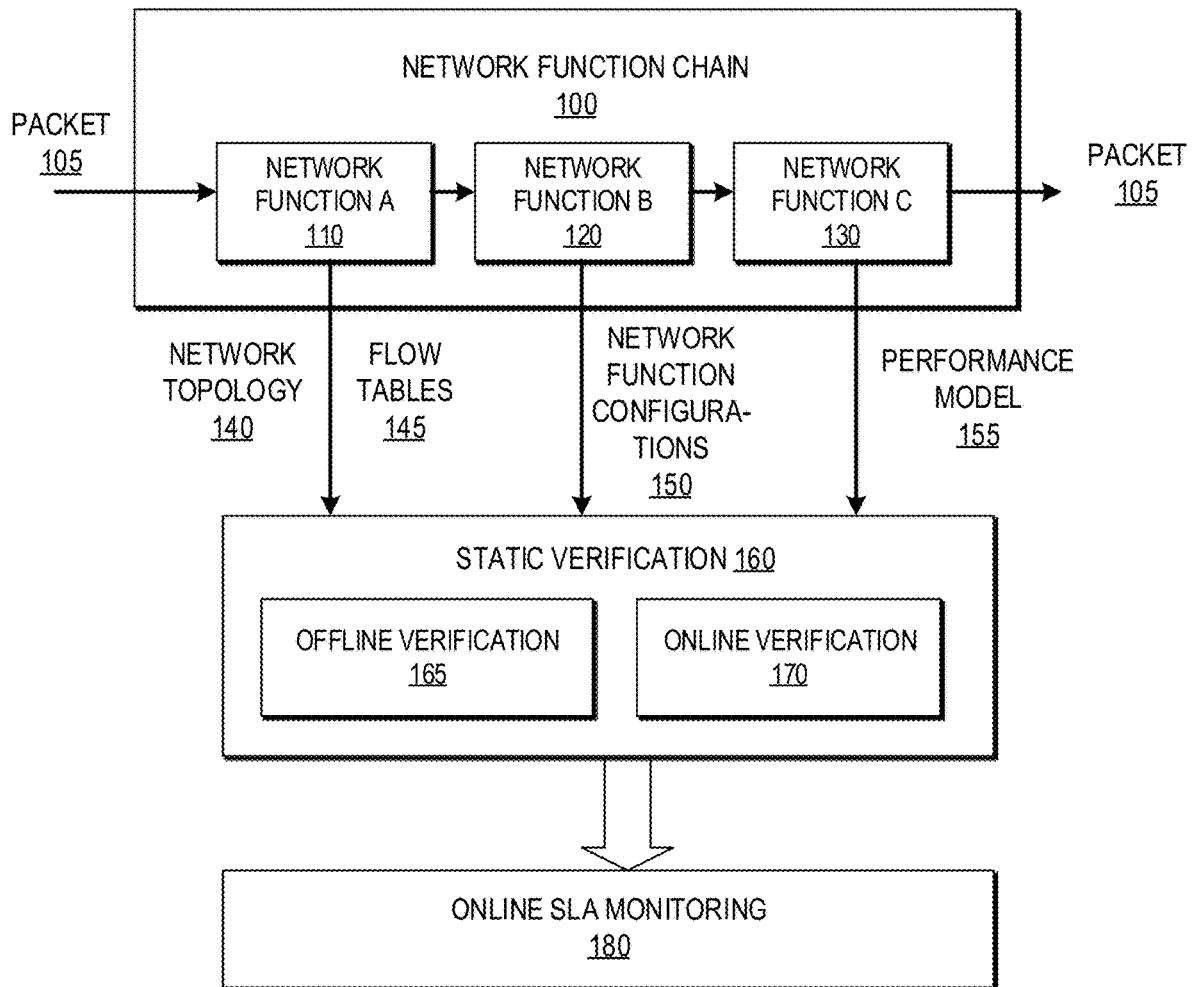 NETWORK FUNCTION CHAIN
100
PACKET
105
NETWORK
FUNCTION A
110
NETWORK
FUNCTION B
120
NETWORK
FUNCTION C
130
PACKET
105
NETWORK
TOPOLOGY
140
FLOW
TABLES
145
NETWORK
FUNCTION
CONFIGURA-
TIONS
150
PERFORMANCE
MODEL
155
STATIC VERIFICATION 160
OFFLINE VERIFICATION
165
ONLINE VERIFICATION
170
ONLINE SLA MONITORING
180